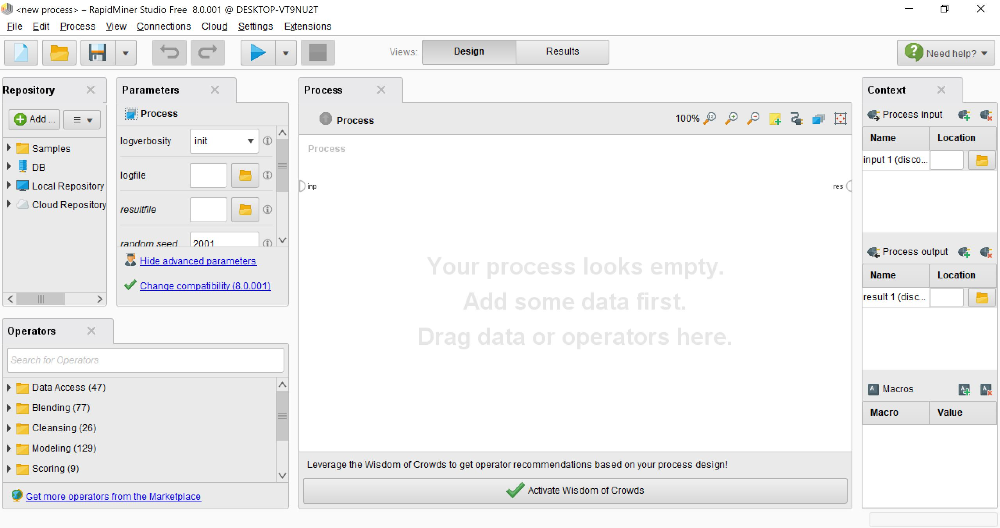 <new process> – RapidMiner Studio Free 8.0.001 @ DESKTOP-VT9NU2T
File Edit Process View Connections Cloud Settings Extensions
Views: Design Results Need help?
Repository
Add ...
Samples
DB
Local Repository
Cloud Repository
Parameters
Process
logverbosity init
logfile
resultfile
random seed 2001
Hide advanced parameters
Change compatibility (8.0.001)
Operators
Search for Operators
Data Access (47)
Blending (77)
Cleansing (26)
Modeling (129)
Scoring (9)
Get more operators from the Marketplace
Process
Process 100%
Process
inp res
Your process looks empty.
Add some data first.
Drag data or operators here.
Leverage the Wisdom of Crowds to get operator recommendations based on your process design!
Activate Wisdom of Crowds
Context
Process input
Name Location
input 1 (disco...
Process output
Name Location
result 1 (disc...
Macros
Macro Value